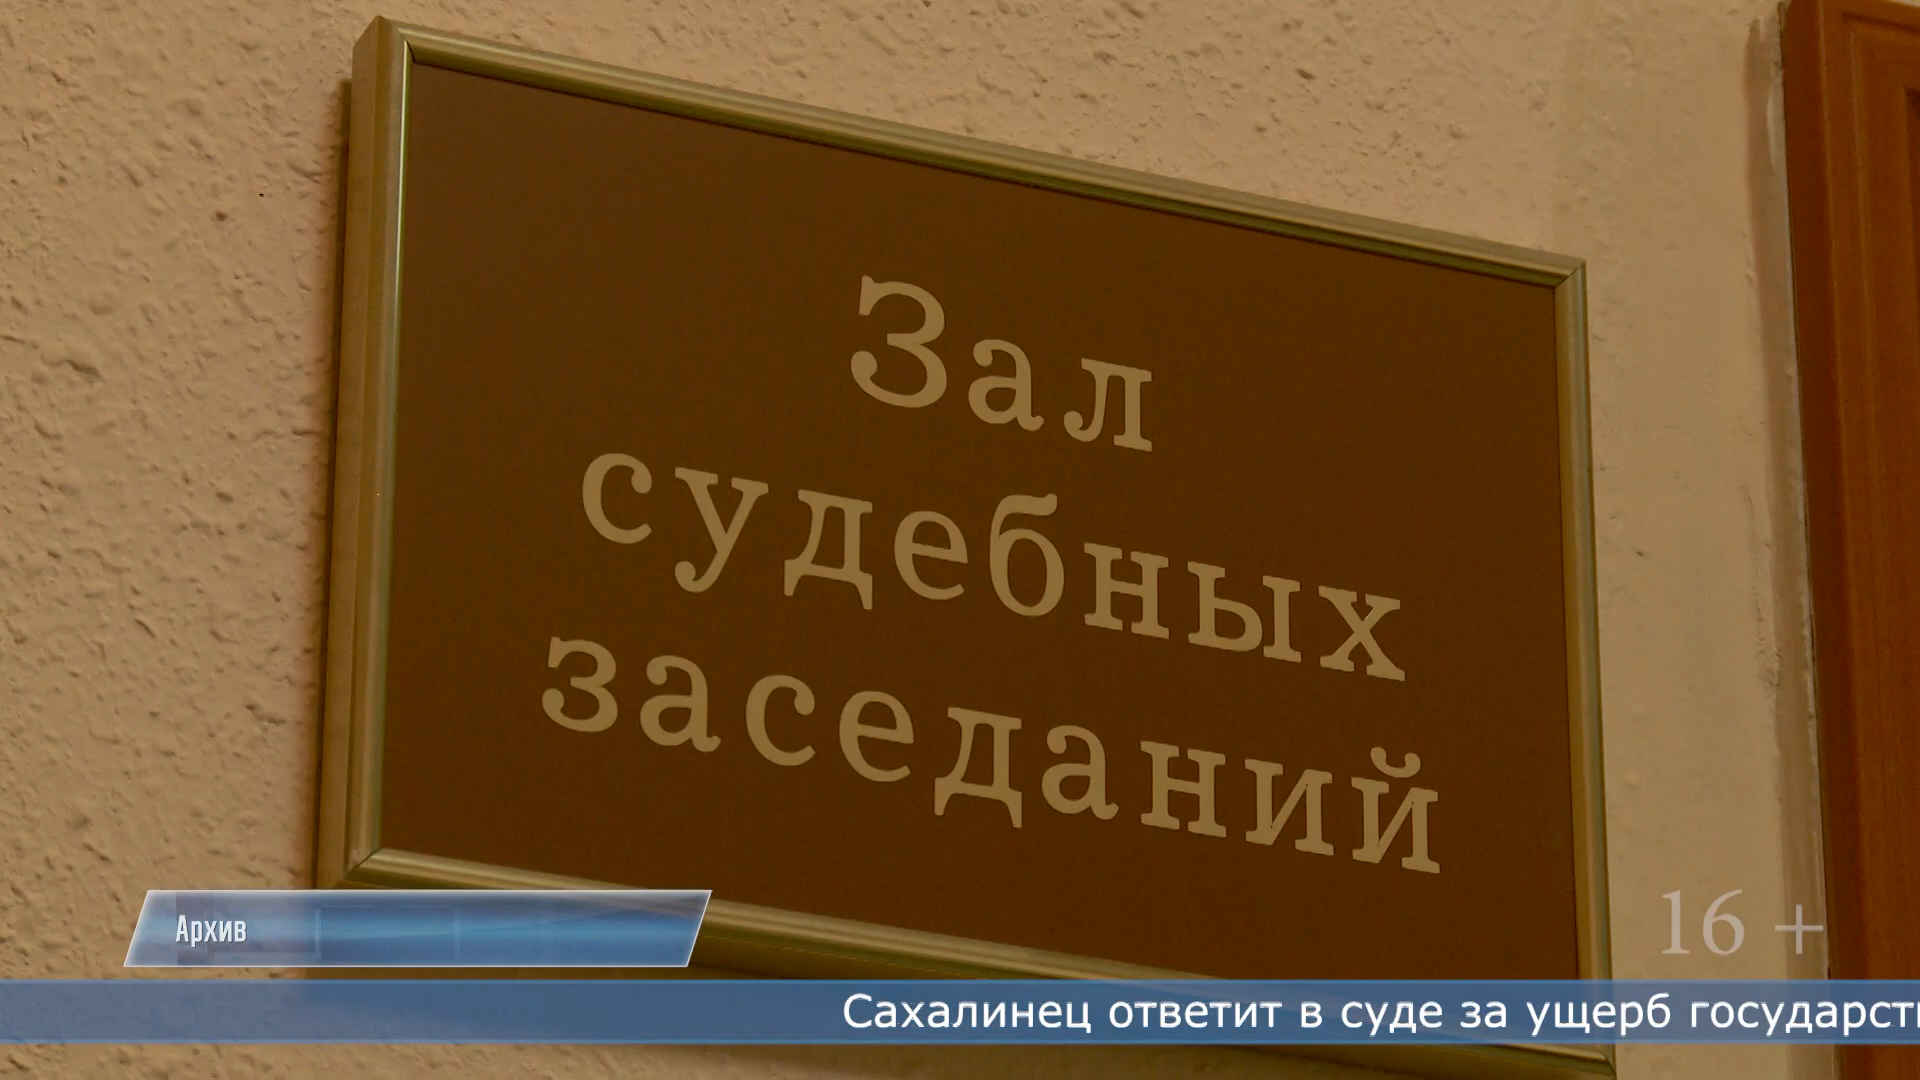 Зал
судебных
заседаний
Архив
16 +
Сахалинец ответит в суде за ущерб